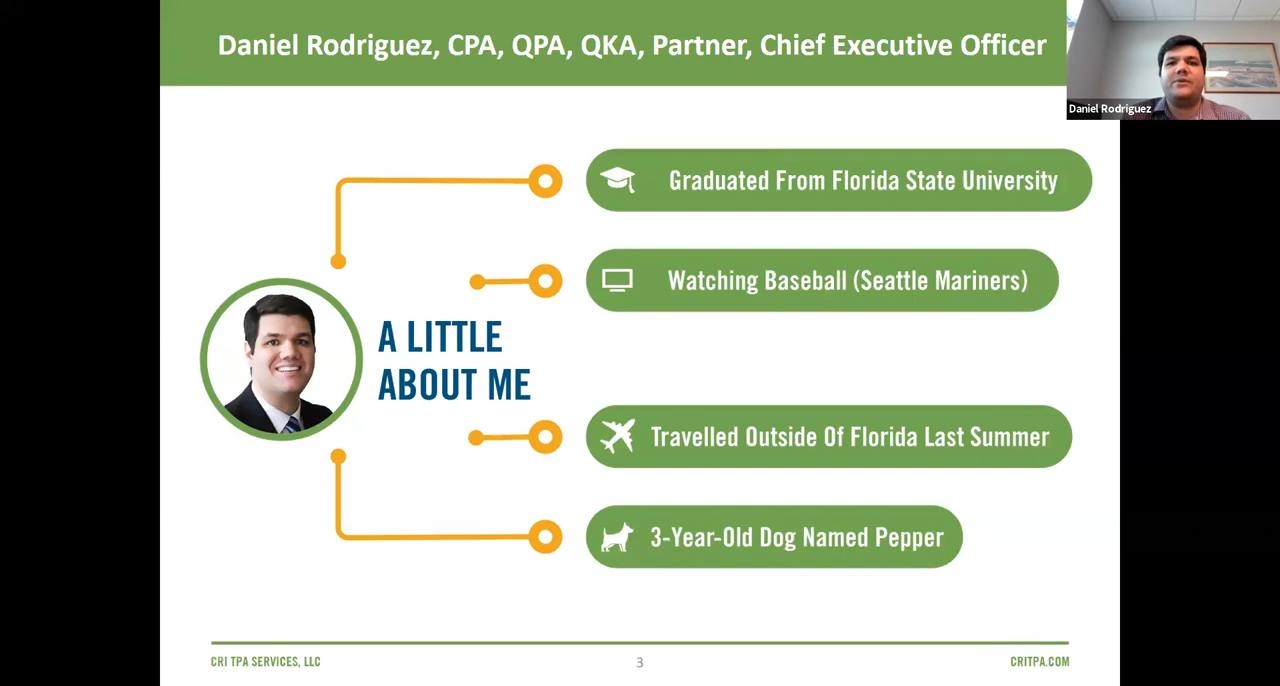 Daniel Rodriguez, CPA, QPA, QKA, Partner, Chief Executive Officer
Daniel Rodriguez
Graduated From Florida State University
Watching Baseball (Seattle Mariners)
A LITTLE
ABOUT ME
Travelled Outside Of Florida Last Summer
3-Year-Old Dog Named Pepper
CRI TPA SERVICES, LLC
3
CRITPA.COM